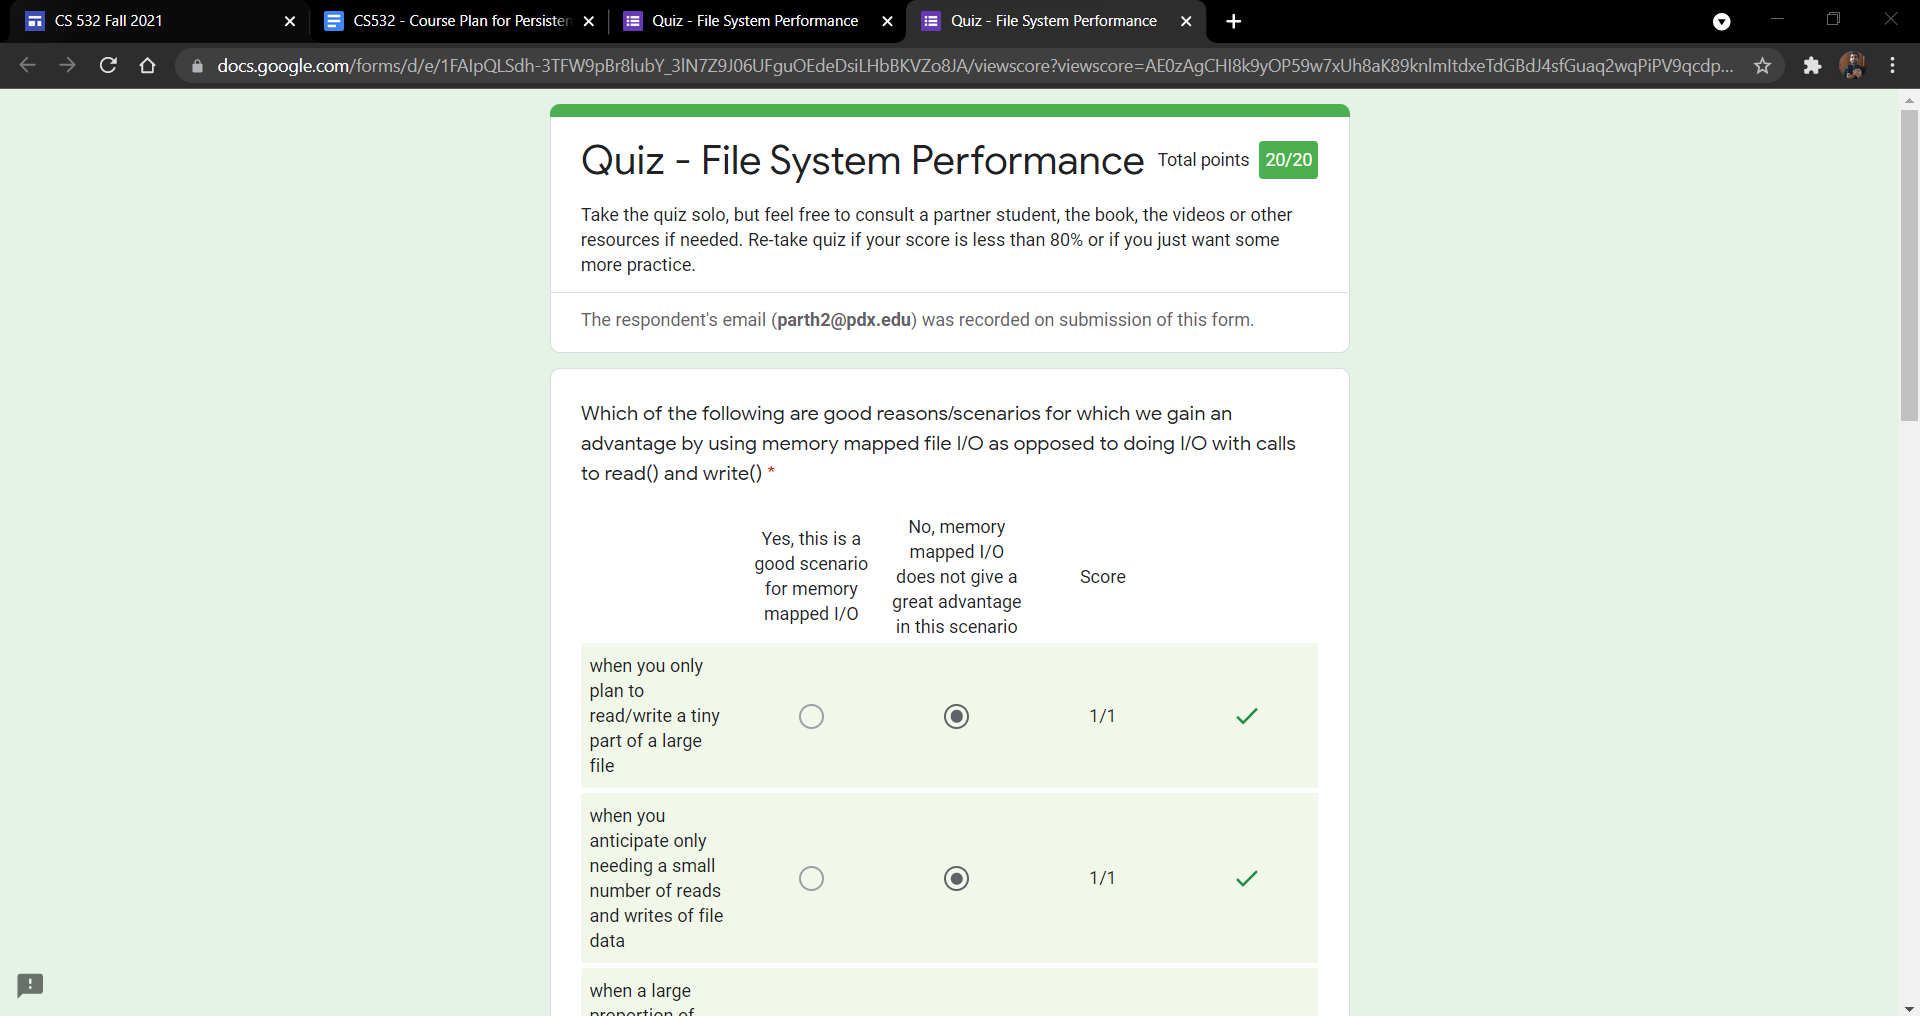 CS 532 Fall 2021
CS532 - Course Plan for Persisten
Quiz - File System Performance
Quiz - File System Performance
docs.google.com/forms/d/e/1FAIpQLSdh-3TFW9pBr8lubY_3lN7Z9J06UFguOEdeDsiLHbBKVZo8JA/viewscore?viewscore=AE0zAgCHI8k9yOP59w7xUh8aK89knlmItdxeTdGBdJ4sfGuaq2wqPiPV9qcdp...
Quiz - File System Performance
Total points
20/20
Take the quiz solo, but feel free to consult a partner student, the book, the videos or other
resources if needed. Re-take quiz if your score is less than 80% or if you just want some
more practice.
The respondent's email (parth2@pdx.edu) was recorded on submission of this form.
Which of the following are good reasons/scenarios for which we gain an
advantage by using memory mapped file I/O as opposed to doing I/O with calls
to read() and write() *
Yes, this is a
good scenario
for memory
mapped I/O
No, memory
mapped I/O
does not give a
great advantage
in this scenario
Score
when you only
plan to
read/write a tiny
part of a large
file
1/1
when you
anticipate only
needing a small
number of reads
and writes of file
data
1/1
when a large
proportion of